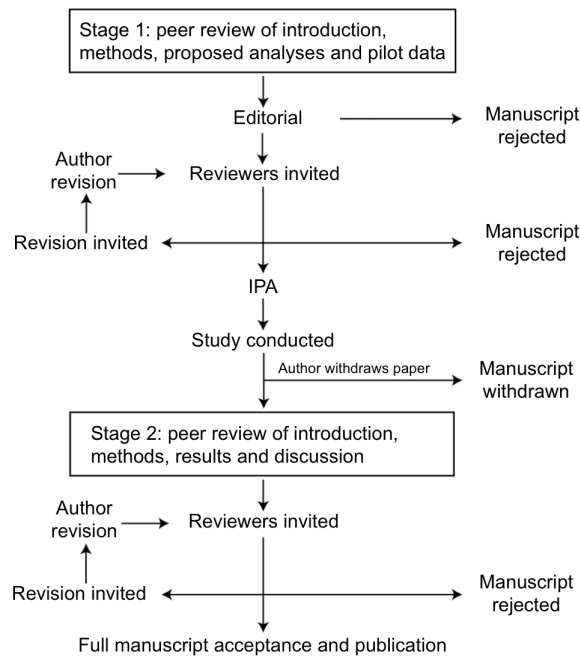 Stage 1: peer review of introduction,
methods, proposed analyses and pilot data
Editorial
Manuscript
rejected
Author
revision
Reviewers invited
Revision invited
Manuscript
rejected
IPA
Study conducted
Author withdraws paper
Manuscript
withdrawn
Stage 2: peer review of introduction,
methods, results and discussion
Author
revision
Reviewers invited
Revision invited
Manuscript
rejected
Full manuscript acceptance and publication